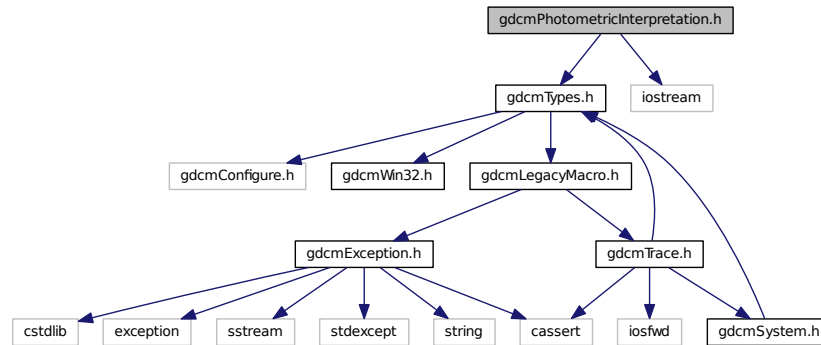 gdcmPhotometricInterpretation.h
gdcmTypes.h
iostream
gdcmConfigure.h
gdcmWin32.h
gdcmLegacyMacro.h
gdcmException.h
gdcmTrace.h
cstdlib
exception
sstream
stdexcept
string
cassert
iosfwd
gdcmSystem.h